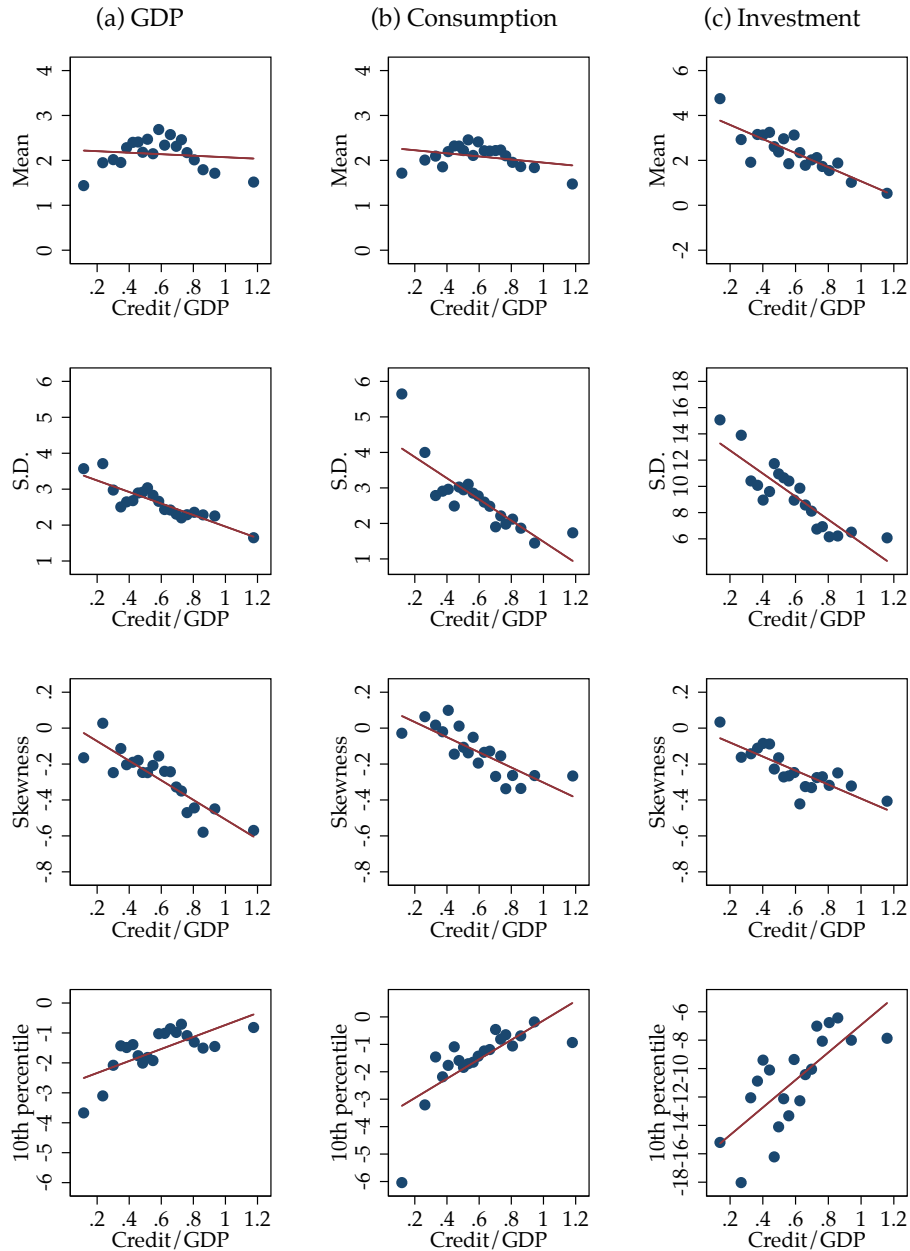 (a) GDP
(b) Consumption
(c) Investment
Mean
0 1 2 3 4
.2 .4 .6 .8 1 1.2
Credit/GDP
Mean
0 1 2 3 4
.2 .4 .6 .8 1 1.2
Credit/GDP
Mean
-2 0 2 4 6
.2 .4 .6 .8 1 1.2
Credit/GDP
S.D.
1 2 3 4 5 6
.2 .4 .6 .8 1 1.2
Credit/GDP
S.D.
1 2 3 4 5 6
.2 .4 .6 .8 1 1.2
Credit/GDP
S.D.
6 8 10 12 14 16 18
.2 .4 .6 .8 1 1.2
Credit/GDP
Skewness
-.8 -.6 -.4 -.2 0 .2
.2 .4 .6 .8 1 1.2
Credit/GDP
Skewness
-.8 -.6 -.4 -.2 0 .2
.2 .4 .6 .8 1 1.2
Credit/GDP
Skewness
-.8 -.6 -.4 -.2 0 .2
.2 .4 .6 .8 1 1.2
Credit/GDP
10th percentile
-6 -5 -4 -3 -2 -1 0
.2 .4 .6 .8 1 1.2
Credit/GDP
10th percentile
-6 -5 -4 -3 -2 -1 0
.2 .4 .6 .8 1 1.2
Credit/GDP
10th percentile
-18 -16 -14 -12 -10 -8 -6
.2 .4 .6 .8 1 1.2
Credit/GDP